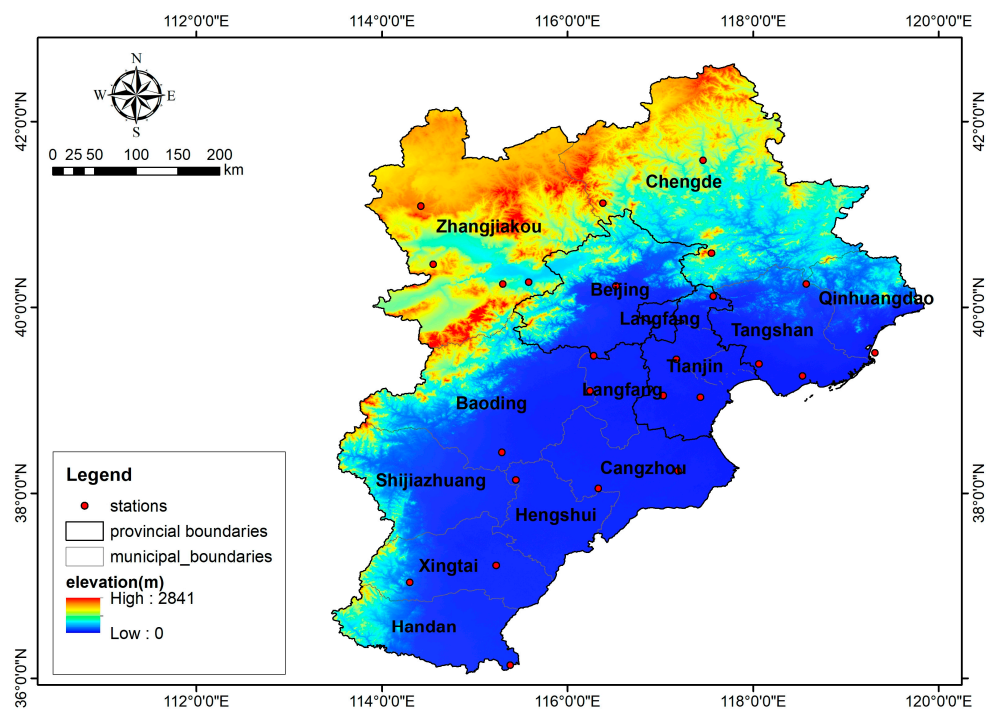 112°0'0"E 114°0'0"E 116°0'0"E 118°0'0"E 120°0'0"E
N
W E
S
0 25 50 100 150 200
km
42°0'0"N 42°0'0"N
Chengde
Zhangjiakou
Beijing
Qinhuangdao
40°0'0"N 40°0'0"N
Langfang
Tangshan
Tianjin
Langfang
Baoding
Cangzhou
Shijiazhuang
38°0'0"N 38°0'0"N
Hengshui
Xingtai
Handan
36°0'0"N
Legend
stations
provincial boundaries
municipal_boundaries
elevation(m)
High : 2841
Low : 0
112°0'0"E 114°0'0"E 116°0'0"E 118°0'0"E 120°0'0"E